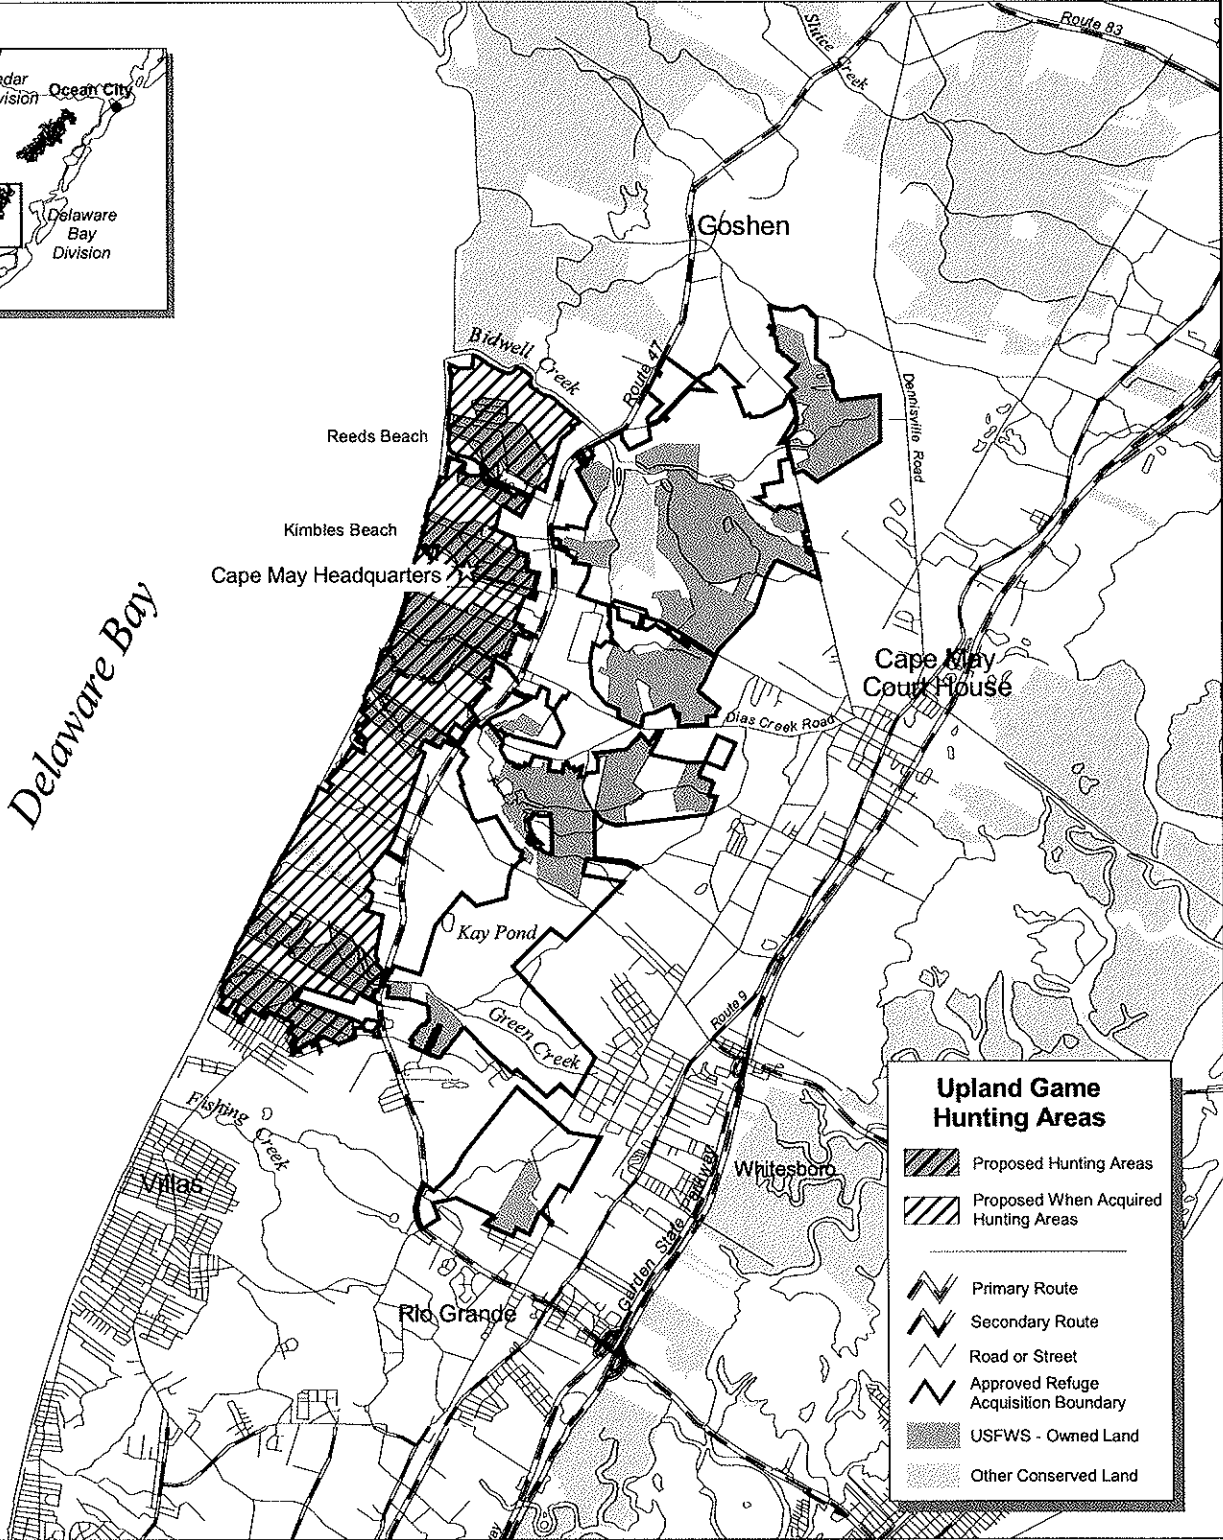 Route 83
Sluice Creek
Ocean City
Delaware
Bay
Division
Goshen
Bidwell Creek
Route 47
Reeds Beach
Dennisville Road
Kimbles Beach
Cape May Headquarters
Delaware Bay
Cape May
Court House
Dias Creek Road
Kay Pond
Green Creek
Route 9
Fishing Creek
Villas
Whitesboro
Garden State Parkway
Rio Grande
Upland Game
Hunting Areas
Proposed Hunting Areas
Proposed When Acquired
Hunting Areas
Primary Route
Secondary Route
Road or Street
Approved Refuge
Acquisition Boundary
USFWS - Owned Land
Other Conserved Land